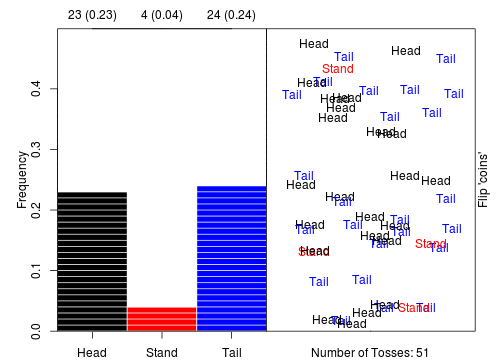 23 (0.23) 4 (0.04) 24 (0.24)
Frequency
0.0 0.1 0.2 0.3 0.4
Head Stand Tail
Head
Tail
Head
Tail
Stand
Head
Tail
Tail
Tail
Tail
Tail
Head
Head
Head
Head
Tail
Tail
Head
Head
Tail
Head
Head
Head
Head
Tail
Tail
Head
Tail
Head
Tail
Head
Tail
Tail
Head
Tail
Head
Tail
Head
Stand
Tail
Stand
Head
Tail
Tail
Head
Tail
Stand
Tail
Head
Head
Tail
Head
Flip 'coins'
Number of Tosses: 51